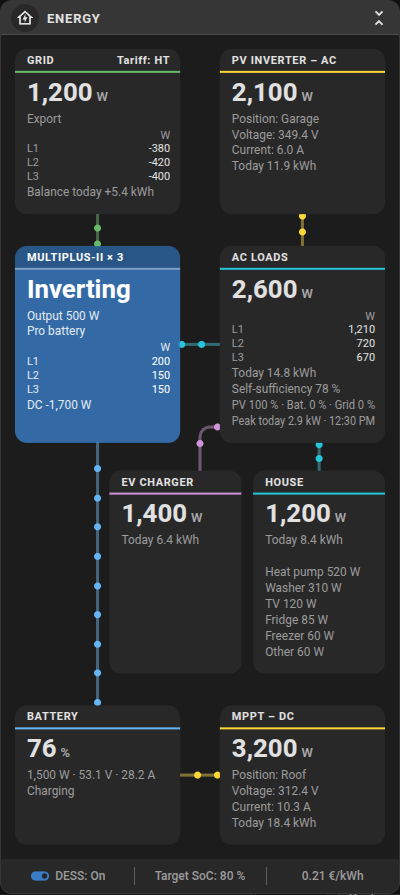 ENERGY
GRID Tariff: HT
1,200 W
Export
W
L1 -380
L2 -420
L3 -400
Balance today +5.4 kWh
PV INVERTER – AC
2,100 W
Position: Garage
Voltage: 349.4 V
Current: 6.0 A
Today 11.9 kWh
MULTIPLUS-II × 3
Inverting
Output 500 W
Pro battery
W
L1 200
L2 150
L3 150
DC -1,700 W
AC LOADS
2,600 W
W
L1 1,210
L2 720
L3 670
Today 14.8 kWh
Self-sufficiency 78 %
PV 100 % · Bat. 0 % · Grid 0 %
Peak today 2.9 kW · 12:30 PM
EV CHARGER
1,400 W
Today 6.4 kWh
HOUSE
1,200 W
Today 8.4 kWh
Heat pump 520 W
Washer 310 W
TV 120 W
Fridge 85 W
Freezer 60 W
Other 60 W
BATTERY
76 %
1,500 W · 53.1 V · 28.2 A
Charging
MPPT – DC
3,200 W
Position: Roof
Voltage: 312.4 V
Current: 10.3 A
Today 18.4 kWh
DESS: On Target SoC: 80 % 0.21 €/kWh